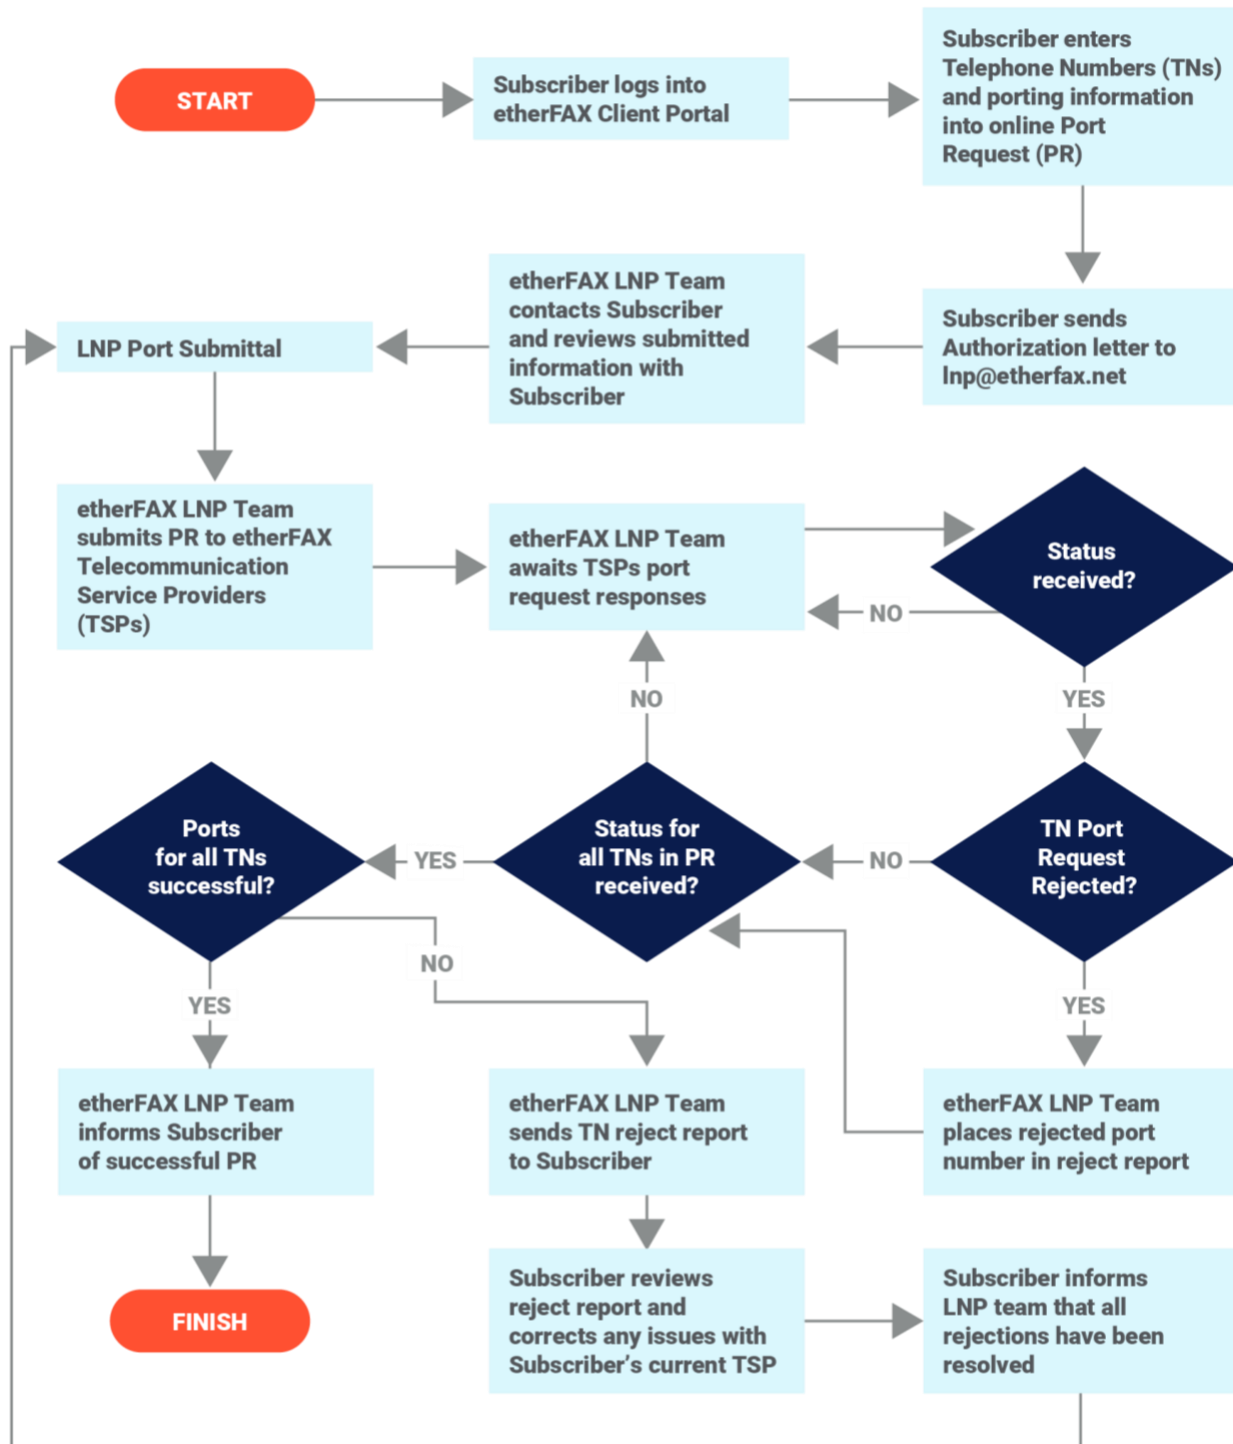 START
Subscriber logs into
etherFAX Client Portal
Subscriber enters
Telephone Numbers (TNs)
and porting information
into online Port
Request (PR)
LNP Port Submittal
etherFAX LNP Team
contacts Subscriber
and reviews submitted
information with
Subscriber
Subscriber sends
Authorization letter to
lnp@etherfax.net
etherFAX LNP Team
submits PR to etherFAX
Telecommunication
Service Providers
(TSPs)
etherFAX LNP Team
awaits TSPs port
request responses
Status
received?
NO
NO
YES
Ports
for all TNs
successful?
YES
Status for
all TNs in PR
received?
NO
TN Port
Request
Rejected?
NO
YES
YES
etherFAX LNP Team
informs Subscriber
of successful PR
etherFAX LNP Team
sends TN reject report
to Subscriber
etherFAX LNP Team
places rejected port
number in reject report
FINISH
Subscriber reviews
reject report and
corrects any issues with
Subscriber's current TSP
Subscriber informs
LNP team that all
rejections have been
resolved